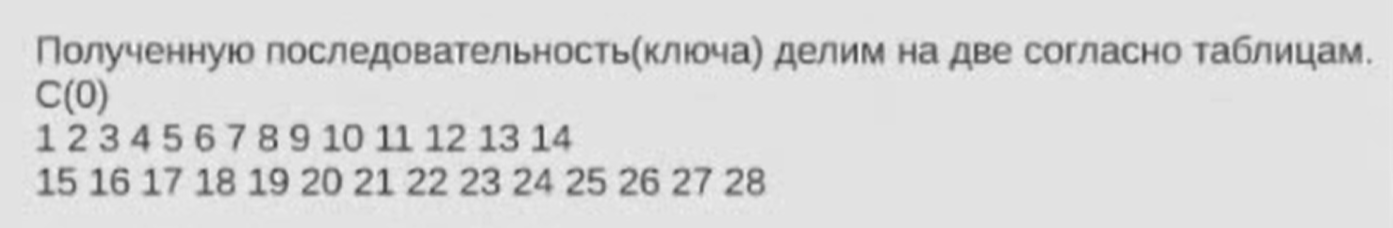 Полученную последовательность(ключа) делим на две согласно таблицам.
C(0)
1 2 3 4 5 6 7 8 9 10 11 12 13 14
15 16 17 18 19 20 21 22 23 24 25 26 27 28